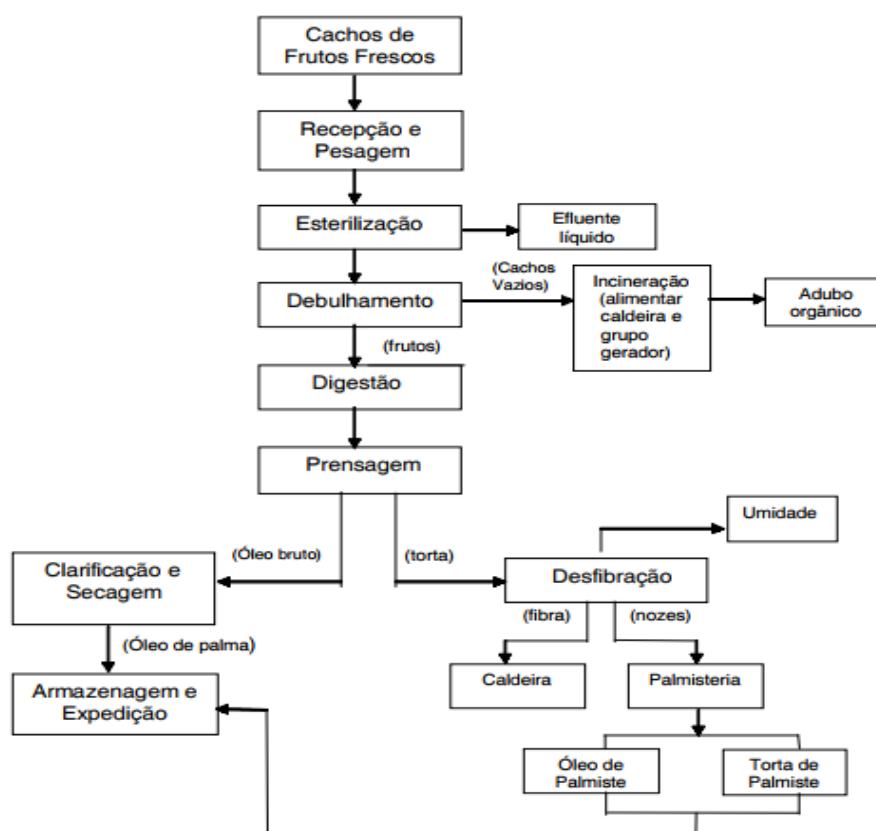 Cachos de
Frutos Frescos
Recepção e
Pesagem
Esterilização
Efluente
líquido
Debulhamento
(Cachos
Vazios)
Incineração
(alimentar
caldeira e
grupo
gerador)
Adubo
orgânico
(frutos)
Digestão
Prensagem
(Óleo bruto)
(torta)
Umidade
Clarificação e
Secagem
Desfibração
(Óleo de palma)
(fibra)
(nozes)
Armazenagem e
Expedição
Caldeira
Palmisteria
Óleo de
Palmiste
Torta de
Palmiste